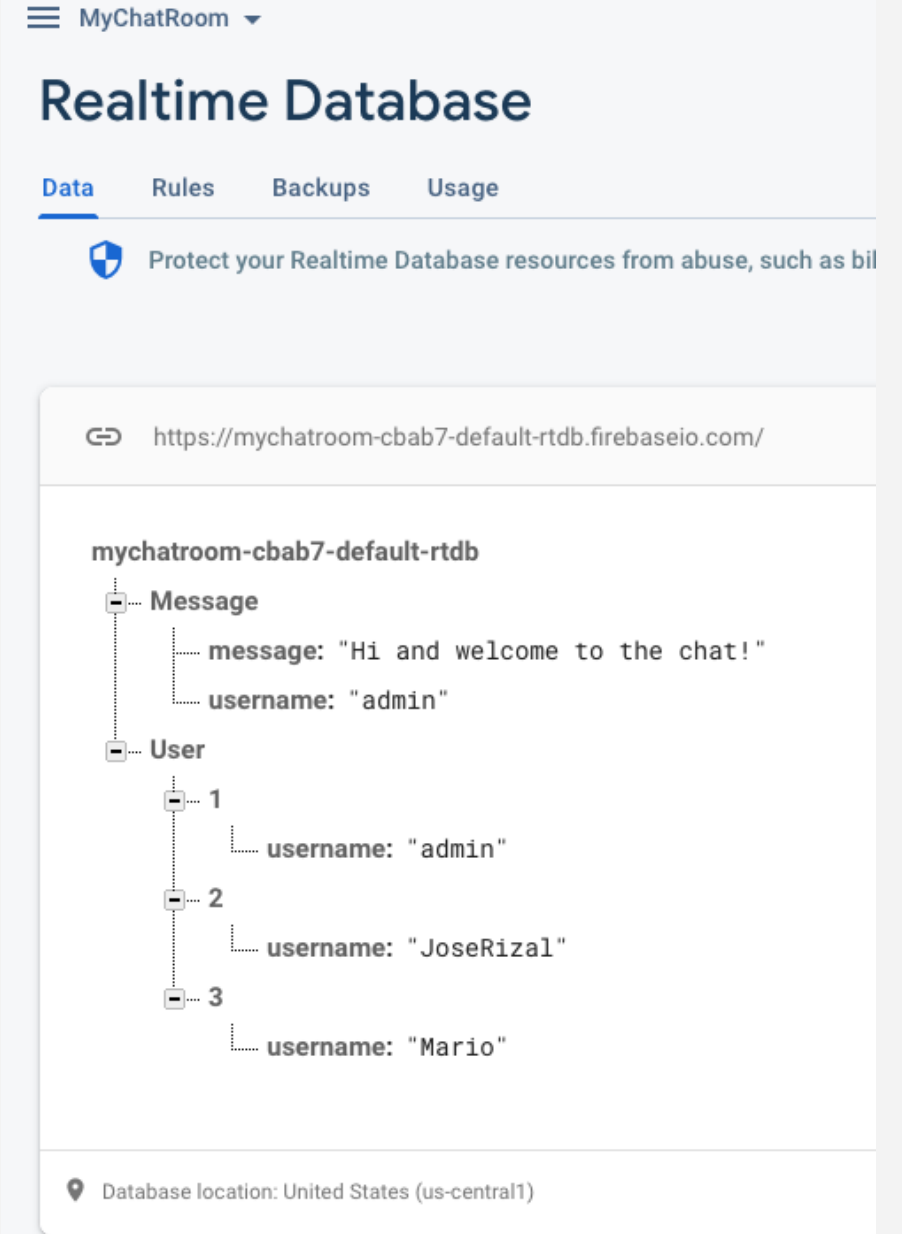 MyChatRoom
Realtime Database
Data Rules Backups Usage
Protect your Realtime Database resources from abuse, such as
https://mychatroom-cbab7-default-rtdb.firebaseio.com/
mychatroom-cbab7-default-rtdb
Message
message: "Hi and welcome to the chat!"
username: "admin"
User
1
username: "admin"
2
username: "JoseRizal"
3
username: "Mario"
Database location: United States (us-central1)